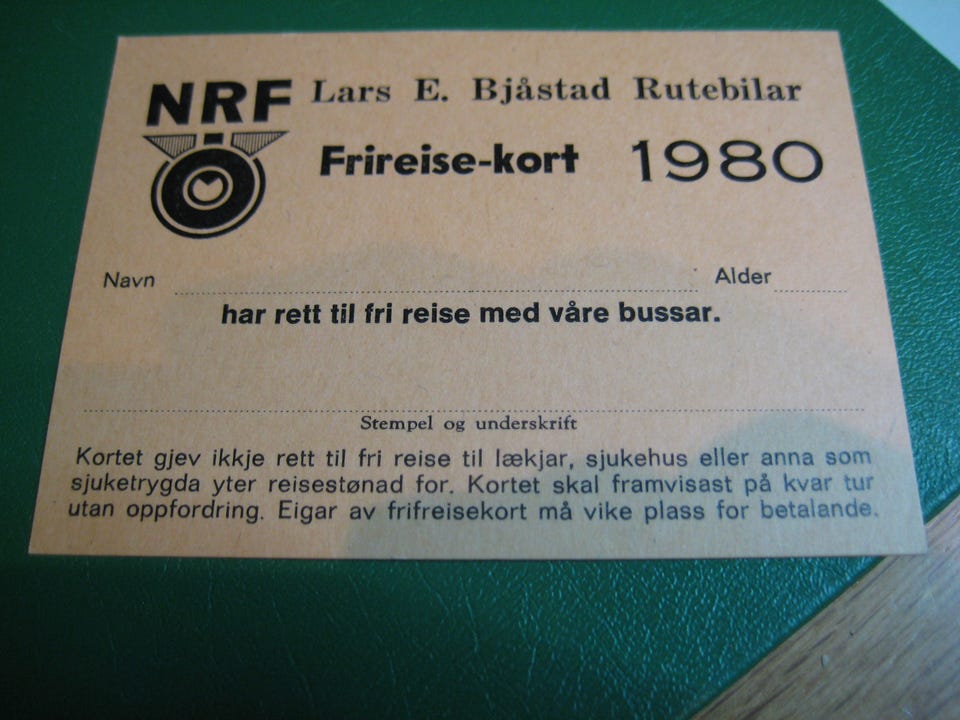 NRF Lars E. Bjåstad Rutebilar
Frireise-kort 1980
Navn Alder
har rett til fri reise med våre bussar.
Stempel og underskrift
Kortet gjev ikkje rett til fri reise til lækjar, sjukehus eller anna som
sjuketrygda yter reisestønad for. Kortet skal framvisast på kvar tur
utan oppfordring. Eigar av frifreisekort må vike plass for betalande.